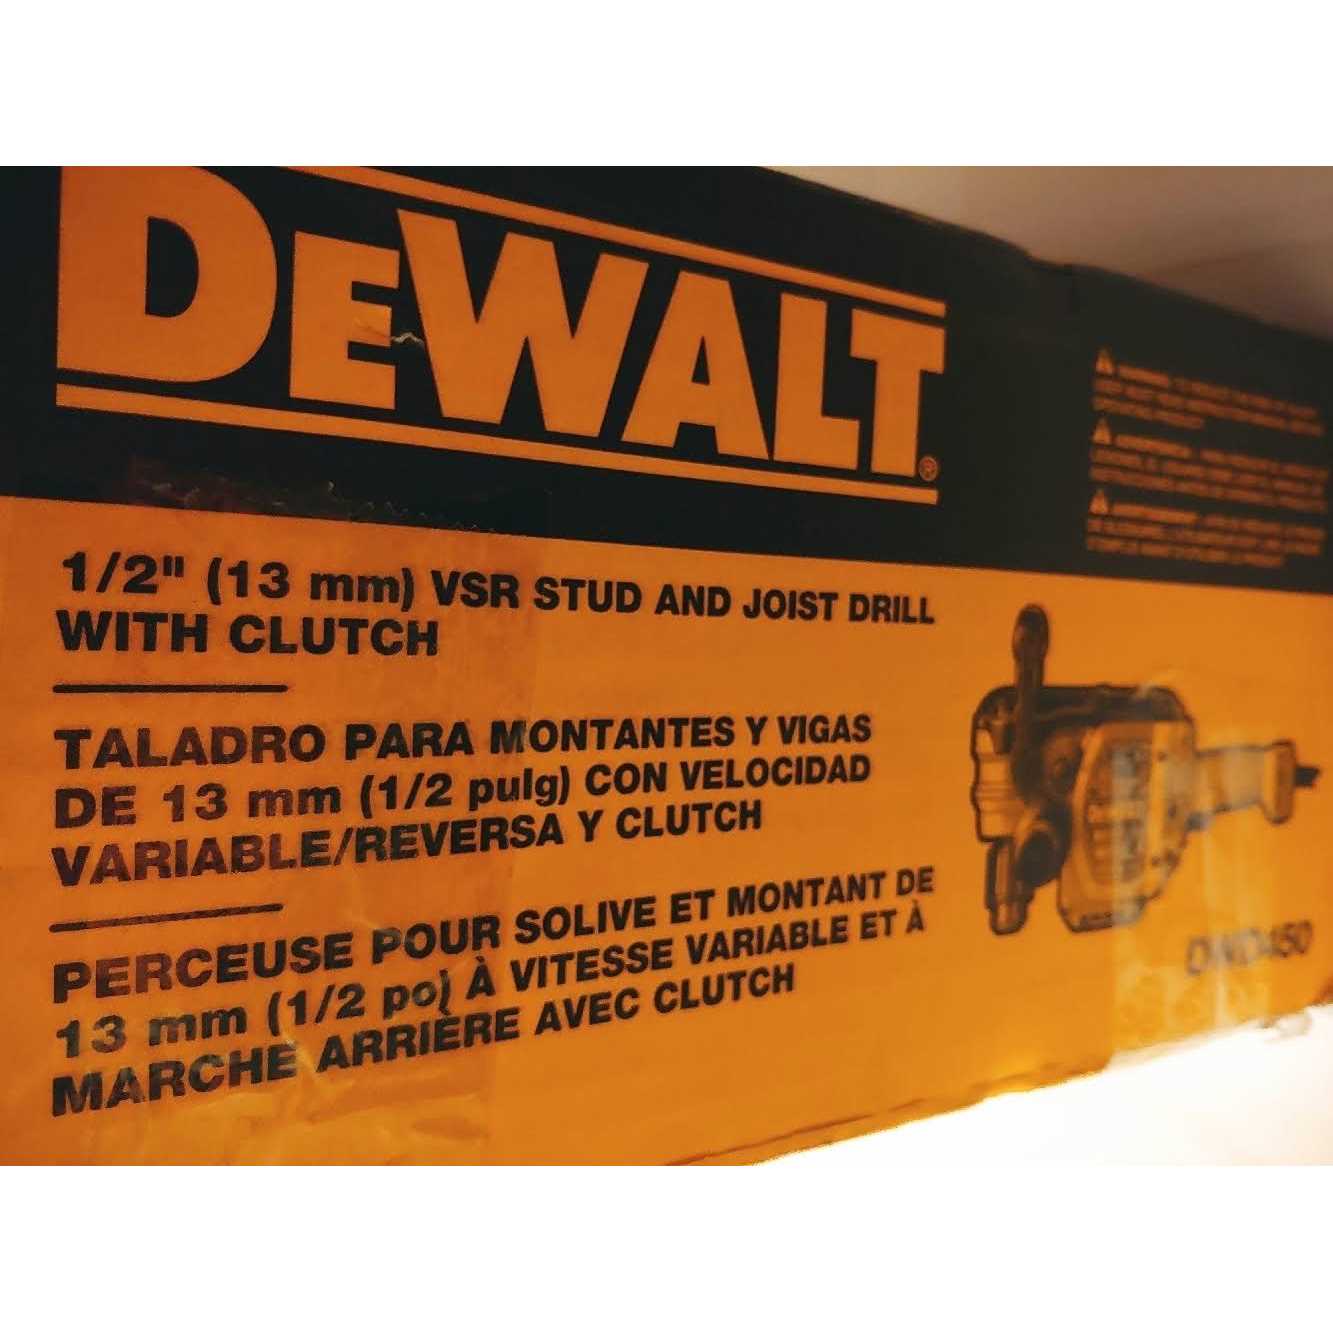 DEWALT®
1/2" (13 mm) VSR STUD AND JOIST DRILL
WITH CLUTCH
TALADRO PARA MONTANTES Y VIGAS
DE 13 mm (1/2 pulg) CON VELOCIDAD
VARIABLE/REVERSA Y CLUTCH
PERCEUSE POUR SOLIVE ET MONTANT DE
13 mm (1/2 po) À VITESSE VARIABLE ET À
MARCHE ARRIÈRE AVEC CLUTCH
DWD450